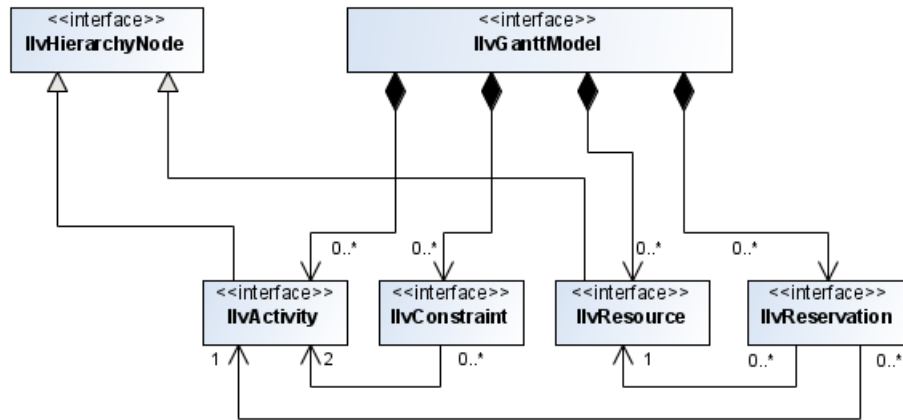 <<interface>>
IlvHierarchyNode
<<interface>>
IlvGanttModel
0..*
0..*
0..*
0..*
<<interface>>
IlvActivity
<<interface>>
IlvConstraint
<<interface>>
IlvResource
<<interface>>
IlvReservation
1
2
0..*
1
0..*
0..*